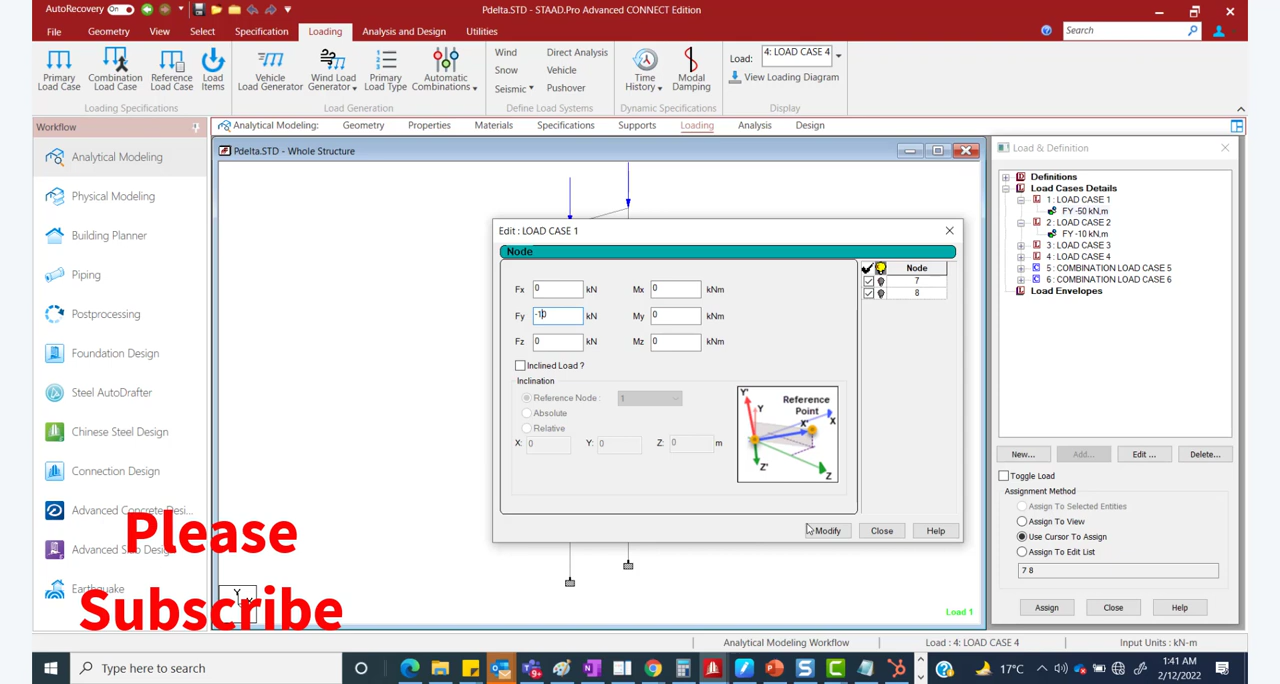 AutoRecovery On
Pdelta.STD - STAAD.Pro Advanced CONNECT Edition
File Geometry View Select Specification Loading Analysis and Design Utilities Search
Primary Load Case
Combination Load Case
Reference Load Case
Load Items
Loading Specifications
Vehicle Generator
Wind Load Generator
Primary Load Type
Automatic Combinations
Load Generation
Wind Direct Analysis
Snow Vehicle
Seismic Pushover
Define Load Systems
Time History
Modal Damping
Dynamic Specifications
Load: 4: LOAD CASE 4
View Loading Diagram
Display
Workflow
Analytical Modeling: Geometry Properties Materials Specifications Supports Loading Analysis Design
Analytical Modeling
Physical Modeling
Building Planner
Piping
Postprocessing
Foundation Design
Steel AutoDrafter
Chinese Steel Design
Connection Design
Advanced Concrete Desi...
Advanced Slab Desig
Earthquake
Please
Subscribe
Pdelta.STD - Whole Structure
Y
Load 1
Edit : LOAD CASE 1
Node
Fx 0 kN Mx 0 kNm
Fy -10 kN My 0 kNm
Fz 0 kN Mz 0 kNm
Inclined Load ?
Inclination
Reference Node : 1
Absolute
Relative
X: 0 Y: 0 Z: 0 m
Y' Y Reference Point X' X Z' Z
Node
7
8
Modify Close Help
Load & Definition
Definitions
Load Cases Details
1 : LOAD CASE 1
FY -50 kN,m
2 : LOAD CASE 2
FY -10 kN,m
3 : LOAD CASE 3
4 : LOAD CASE 4
5 : COMBINATION LOAD CASE 5
6 : COMBINATION LOAD CASE 6
Load Envelopes
New... Add... Edit ... Delete...
Toggle Load
Assignment Method
Assign To Selected Entities
Assign To View
Use Cursor To Assign
Assign To Edit List
7 8
Assign Close Help
Analytical Modeling Workflow Load : 4: LOAD CASE 4 Input Units : kN-m
Type here to search
17°C
1:41 AM
2/12/2022